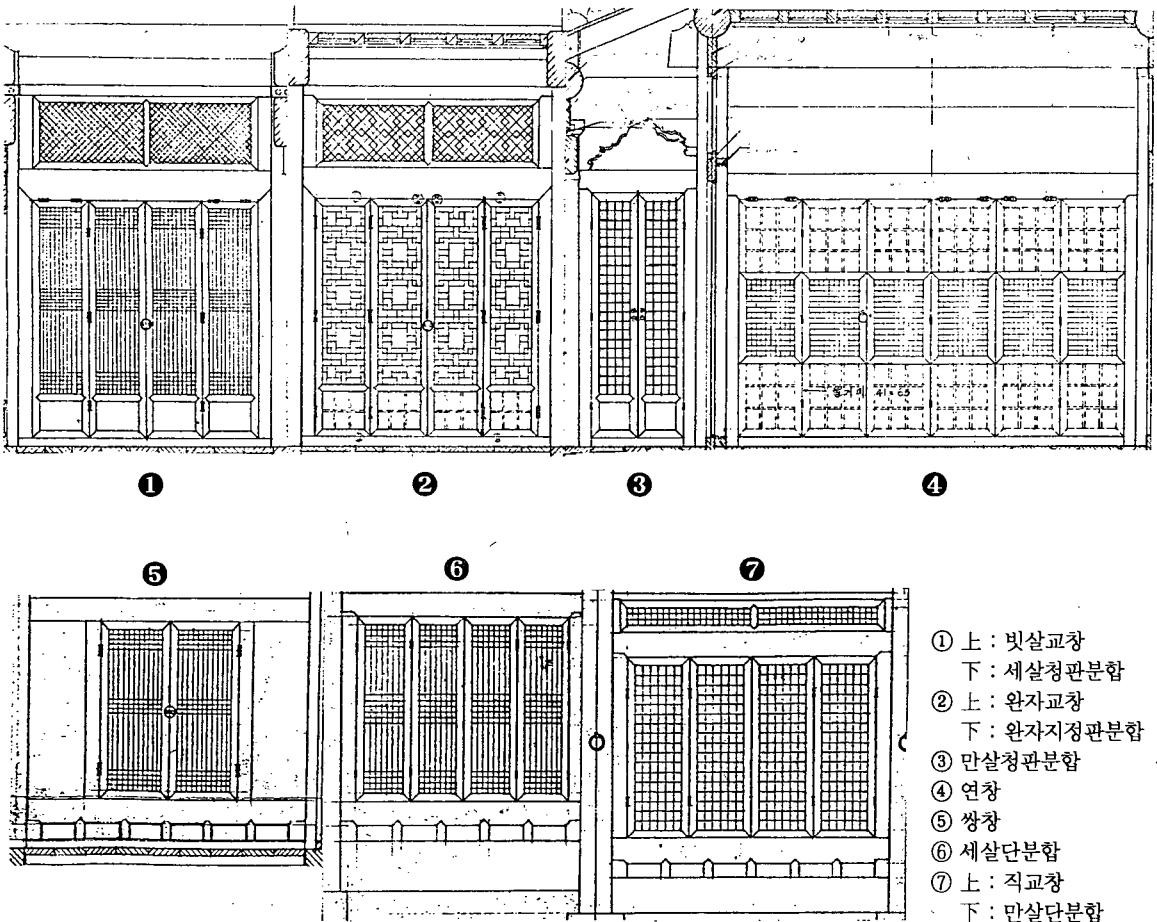 ❶
❷
❸
❹
❺
❻
❼
① 上 : 빗살교창
下 : 세살청판분합
② 上 : 완자교창
下 : 완자지정판분합
③ 만살청판분합
④ 연창
⑤ 쌍창
⑥ 세살단분합
⑦ 上 : 직교창
下 : 만살단분합